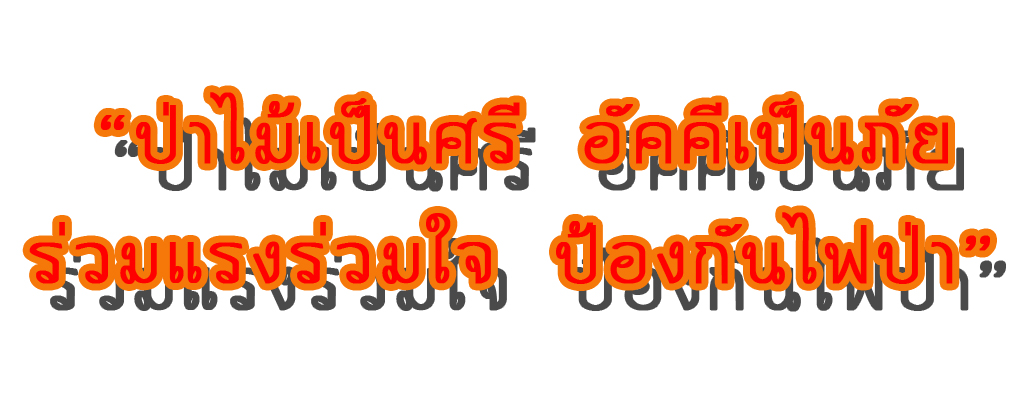 “ป่าไม้เป็นศรี อัคคีเป็นภัย
ร่วมแรงร่วมใจ ป้องกันไฟป่า”